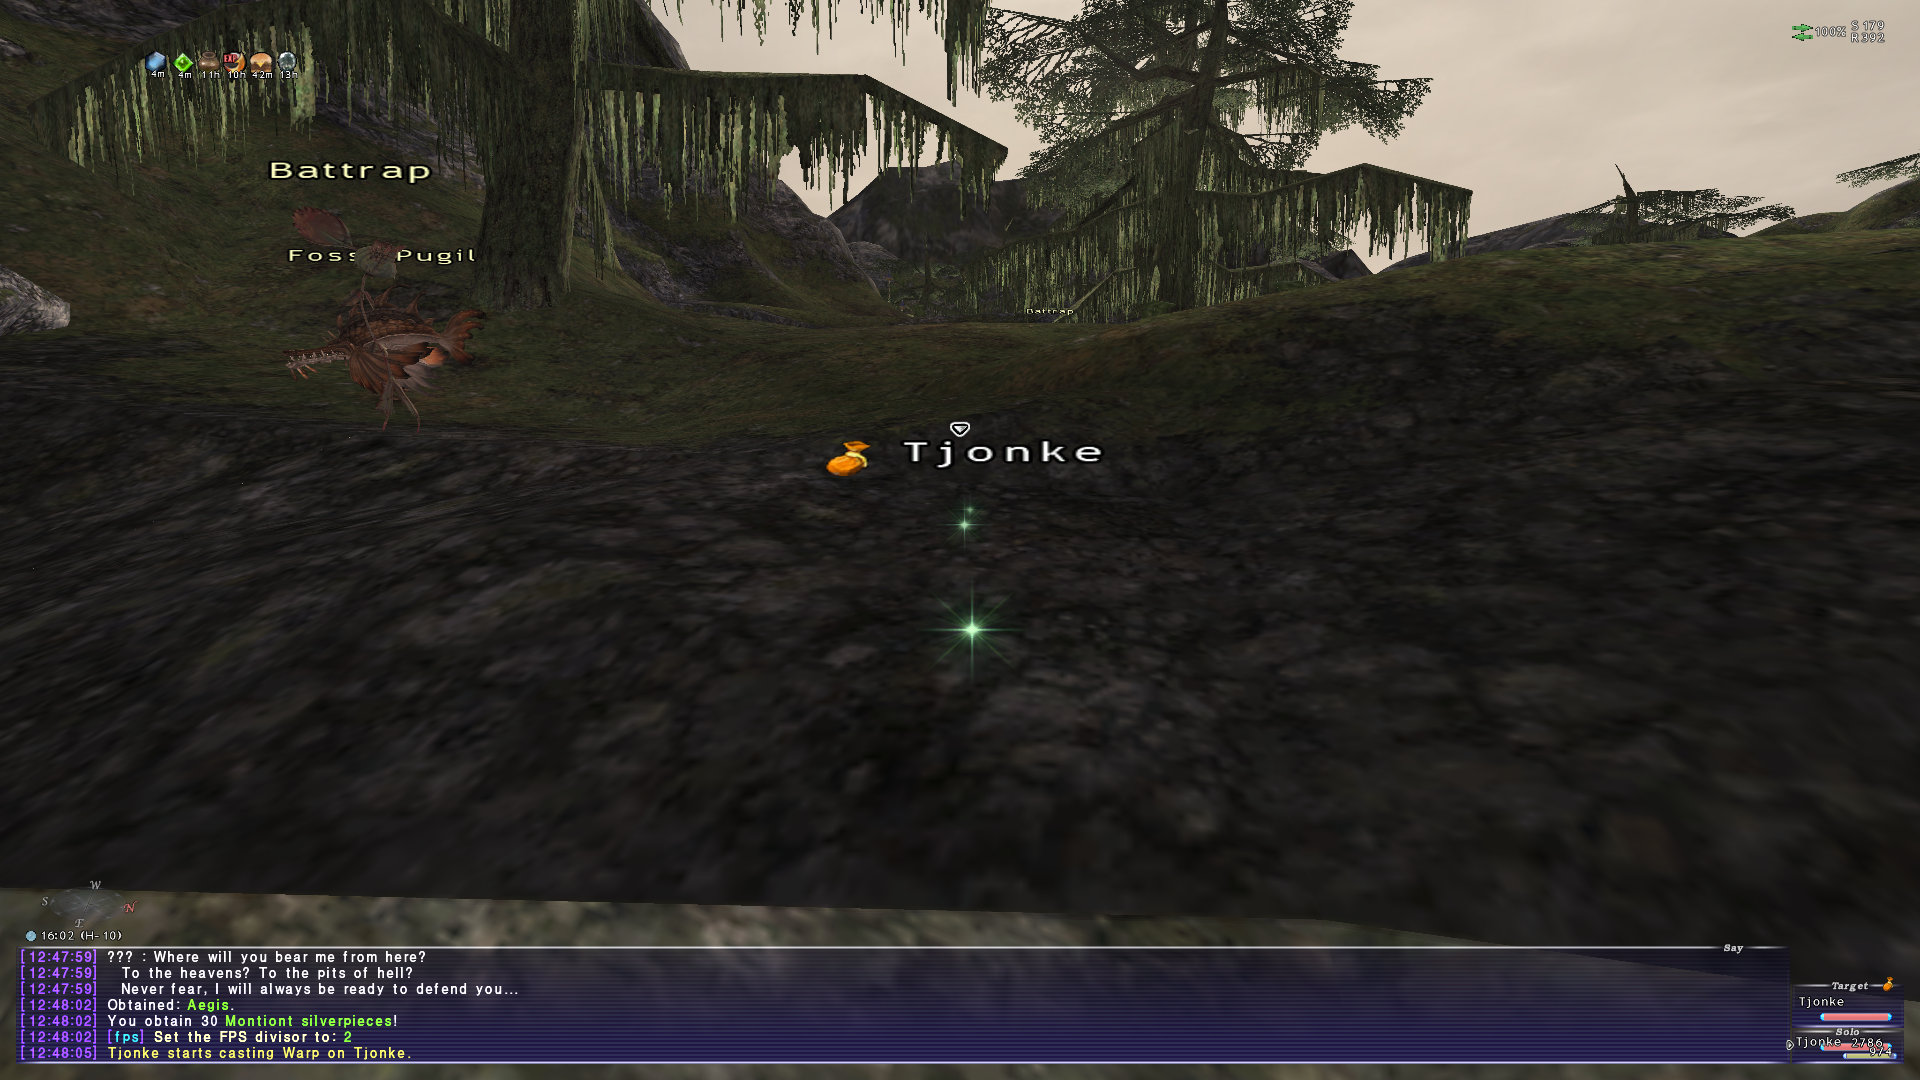 100% S 179
R 392
4m 4m 11h 10h 42m 13h
EXP
Battrap
Foss Pugil
Battrap
Tjonke
W
S N
E
16:02 (H-10)
Say
[12:47:59] ??? : Where will you bear me from here?
[12:47:59] To the heavens? To the pits of hell?
[12:47:59] Never fear, I will always be ready to defend you...
[12:48:02] Obtained: Aegis.
[12:48:02] You obtain 30 Montiont silverpieces!
[12:48:02] [fps] Set the FPS divisor to: 2
[12:48:05] Tjonke starts casting Warp on Tjonke.
Target
Tjonke
Solo
Tjonke 2786
974